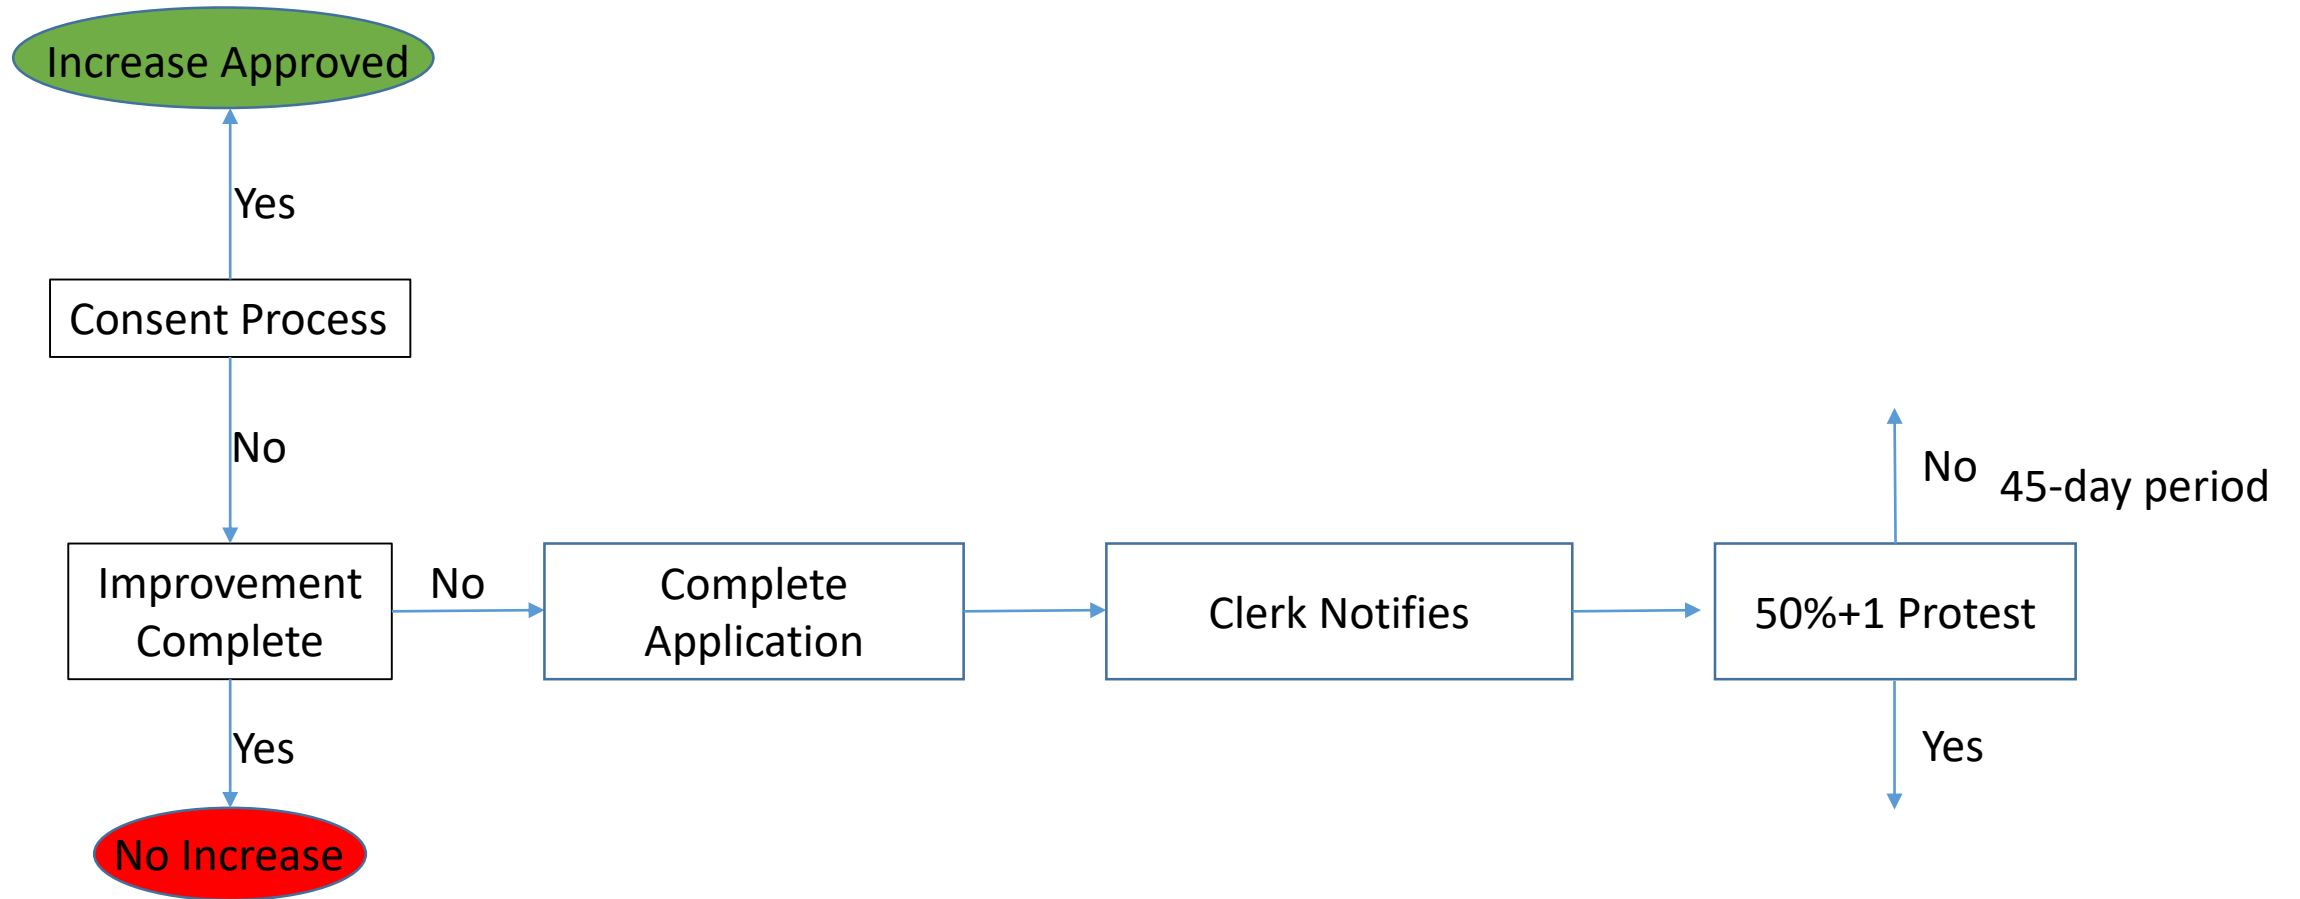 Increase Approved
Yes
Consent Process
No
Improvement
Complete
No
Complete
Application
Clerk Notifies
50%+1 Protest
No
45-day period
Yes
Yes
No Increase